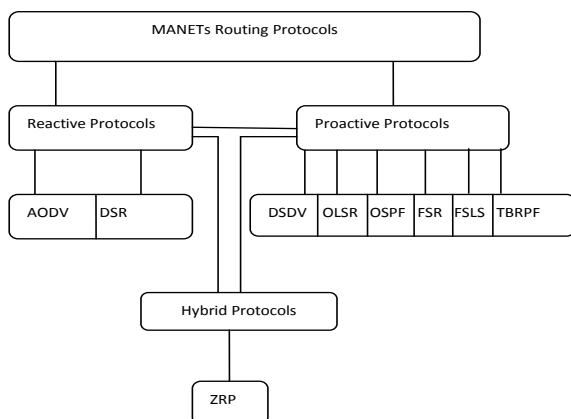 MANETs Routing Protocols
Reactive Protocols
Proactive Protocols
AODV DSR
DSDV OLSR OSPF FSR FSLS TBRPF
Hybrid Protocols
ZRP